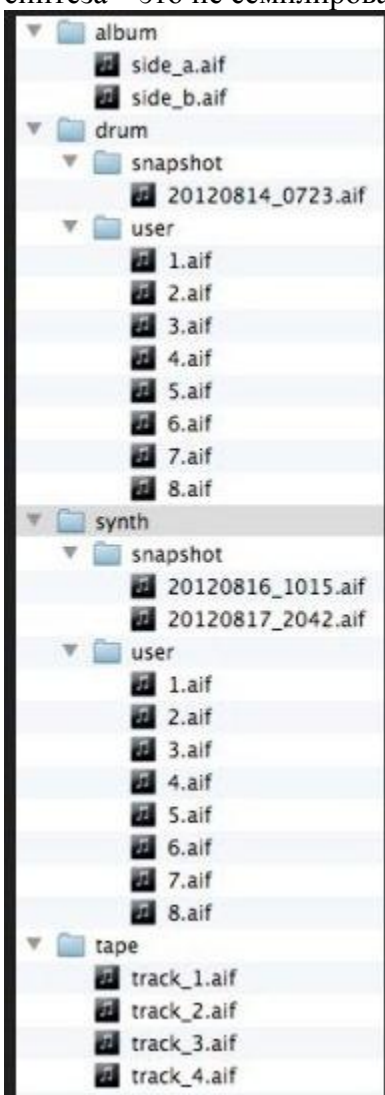 album
side_a.aif
side_b.aif
drum
snapshot
20120814_0723.aif
user
1.aif
2.aif
3.aif
4.aif
5.aif
6.aif
7.aif
8.aif
synth
snapshot
20120816_1015.aif
20120817_2042.aif
user
1.aif
2.aif
3.aif
4.aif
5.aif
6.aif
7.aif
8.aif
tape
track_1.aif
track_2.aif
track_3.aif
track_4.aif